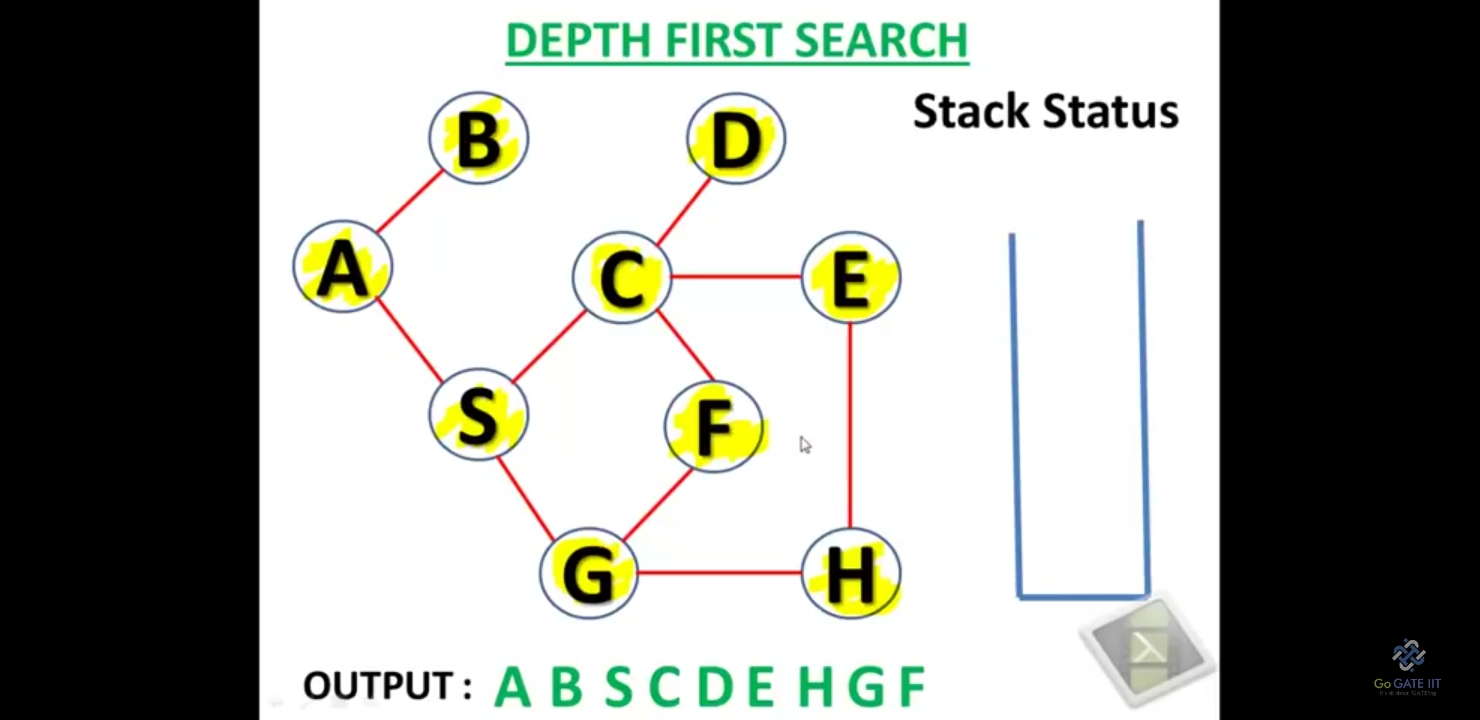 DEPTH FIRST SEARCH
Stack Status
B
D
A
C
E
S
F
G
H
OUTPUT : A B S C D E H G F
Go GATE IIT